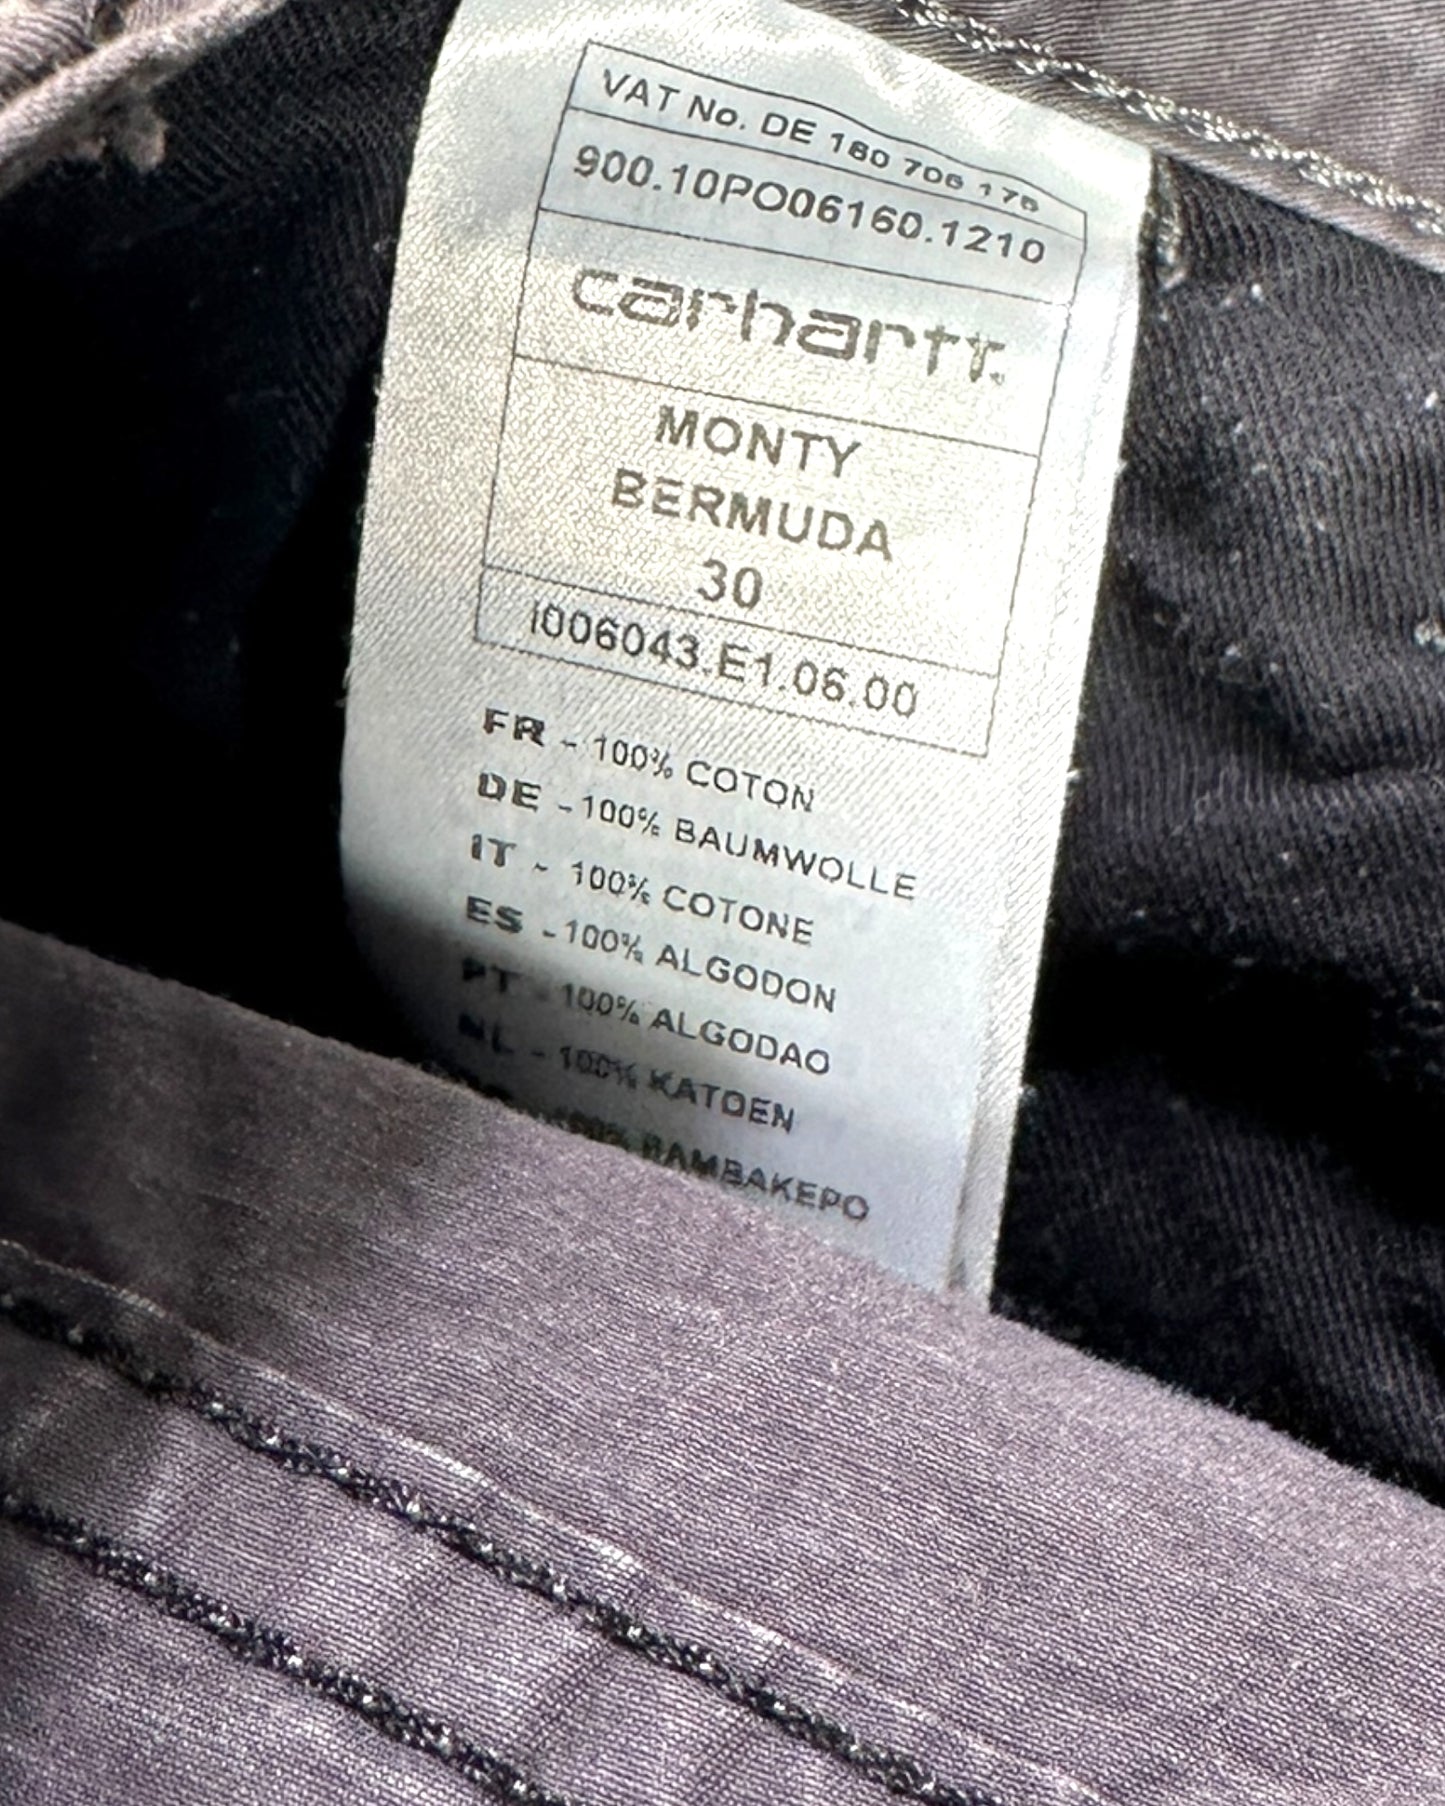 VAT No. DE 180 706 175
900.10PO06160.1210
carhartt.
MONTY
BERMUDA
30
I006043.E1.06.00
FR - 100% COTON
DE - 100% BAUMWOLLE
IT - 100% COTONE
ES - 100% ALGODON
PT - 100% ALGODAO
NL - 100% KATOEN
BAMBAKEPO